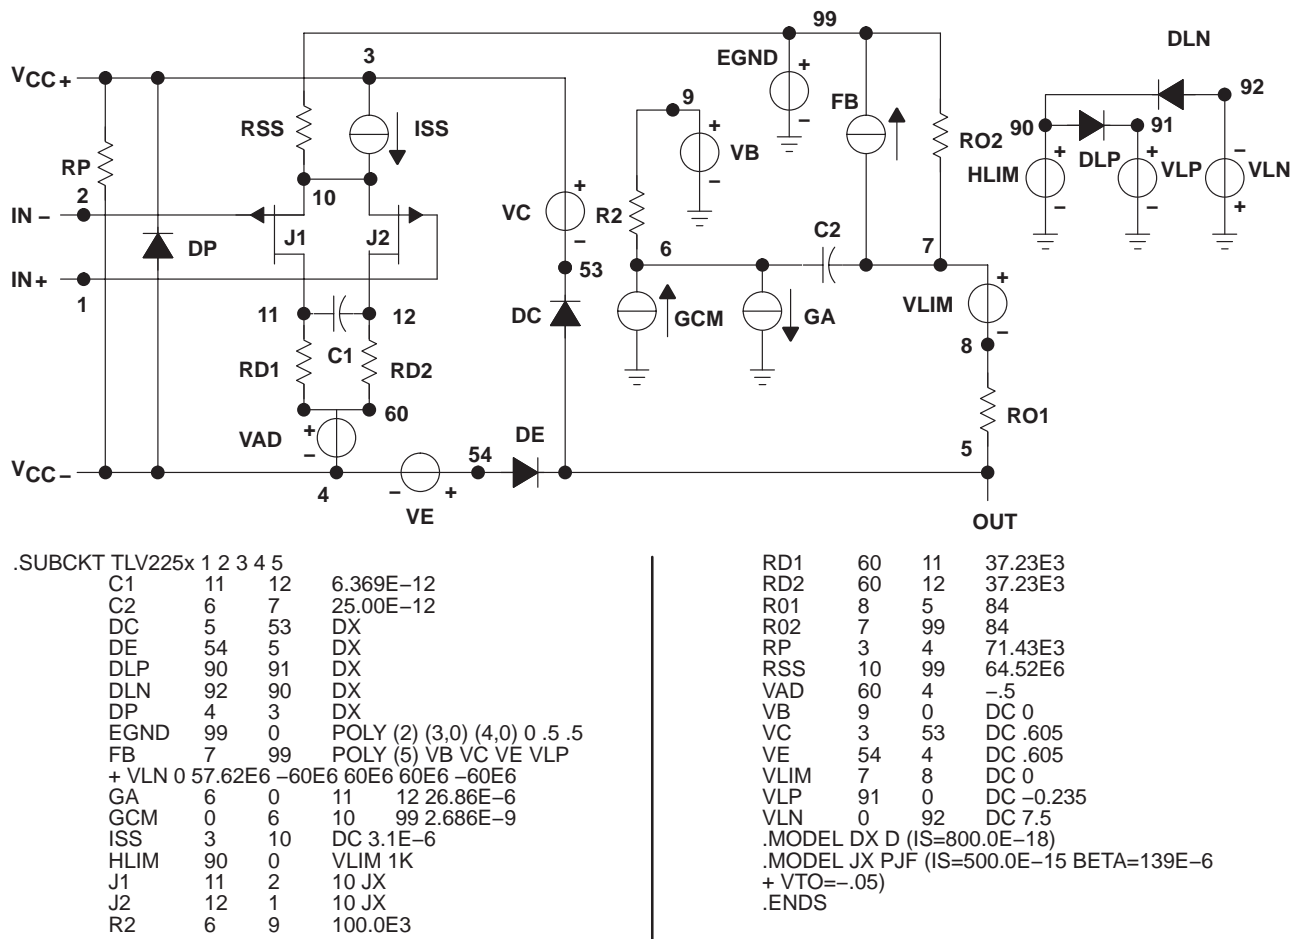 99
DLN
3
VCC+
EGND
+
−
92
9
FB
+
VB
−
90
91
RSS
ISS
RO2
DLP
HLIM
+
−
+
−
VLP
−
+
VLN
RP
2
10
IN −
VC
+
−
R2
C2
J1
J2
DP
6
7
IN+
1
53
+
−
VLIM
DC
GCM
GA
11
12
8
C1
RD1
RD2
60
RO1
VAD
+
−
DE
54
5
VCC−
4
−
+
VE
OUT
.SUBCKT TLV225x 1 2 3 4 5
C1 11 12 6.369E−12
C2 6 7 25.00E−12
DC 5 53 DX
DE 54 5 DX
DLP 90 91 DX
DLN 92 90 DX
DP 4 3 DX
EGND 99 0 POLY (2) (3,0) (4,0) 0 .5 .5
FB 7 99 POLY (5) VB VC VE VLP
+ VLN 0 57.62E6 −60E6 60E6 60E6 −60E6
GA 6 0 11 12 26.86E−6
GCM 0 6 10 99 2.686E−9
ISS 3 10 DC 3.1E−6
HLIM 90 0 VLIM 1K
J1 11 2 10 JX
J2 12 1 10 JX
R2 6 9 100.0E3
RD1 60 11 37.23E3
RD2 60 12 37.23E3
R01 8 5 84
R02 7 99 84
RP 3 4 71.43E3
RSS 10 99 64.52E6
VAD 60 4 −.5
VB 9 0 DC 0
VC 3 53 DC .605
VE 54 4 DC .605
VLIM 7 8 DC 0
VLP 91 0 DC −0.235
VLN 0 92 DC 7.5
.MODEL DX D (IS=800.0E−18)
.MODEL JX PJF (IS=500.0E−15 BETA=139E−6
+ VTO=−.05)
.ENDS